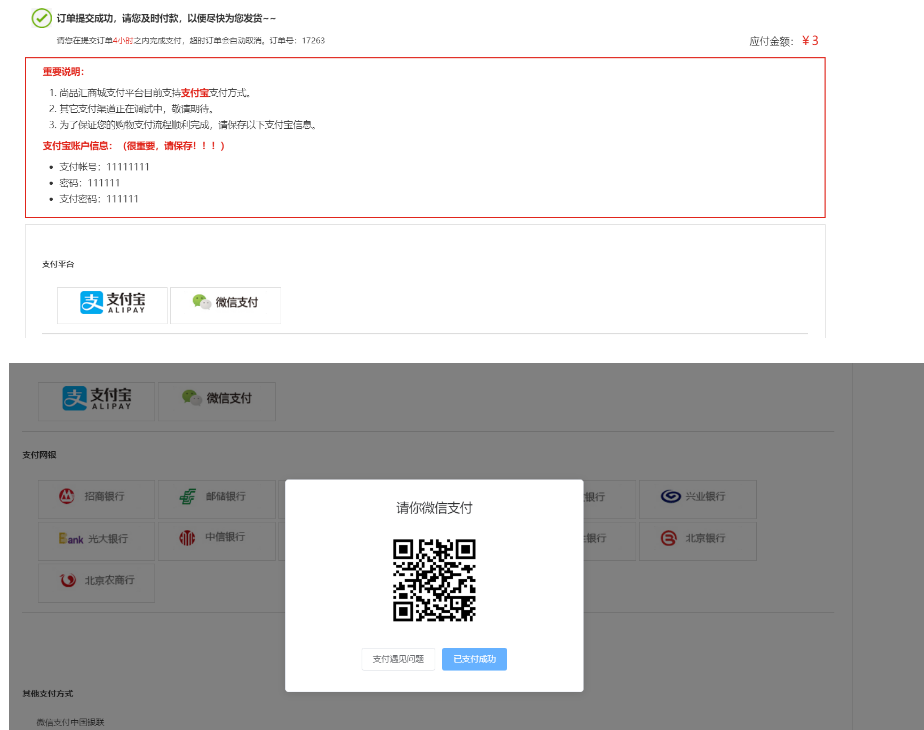 订单提交成功，请您及时付款，以便尽快为您发货~~
请您在提交订单4小时之内完成支付，超时订单会自动取消。订单号：17263
应付金额：￥3
重要说明：
1. 尚品汇商城支付平台目前支持支付宝支付方式。
2. 其它支付渠道正在调试中，敬请期待。
3. 为了保证您的购物支付流程顺利完成，请保存以下支付宝信息。
支付宝账户信息：（很重要，请保存！！！）
支付帐号：11111111
密码：111111
支付密码：111111
支付平台
支 支付宝 ALIPAY 微信支付
支 支付宝 ALIPAY 微信支付
支付网银
招商银行 邮储银行 银行 兴业银行
Bank 光大银行 中信银行 银行 北京银行
北京农商行
请你微信支付
支付遇见问题 已支付成功
其他支付方式
微信支付中国银联